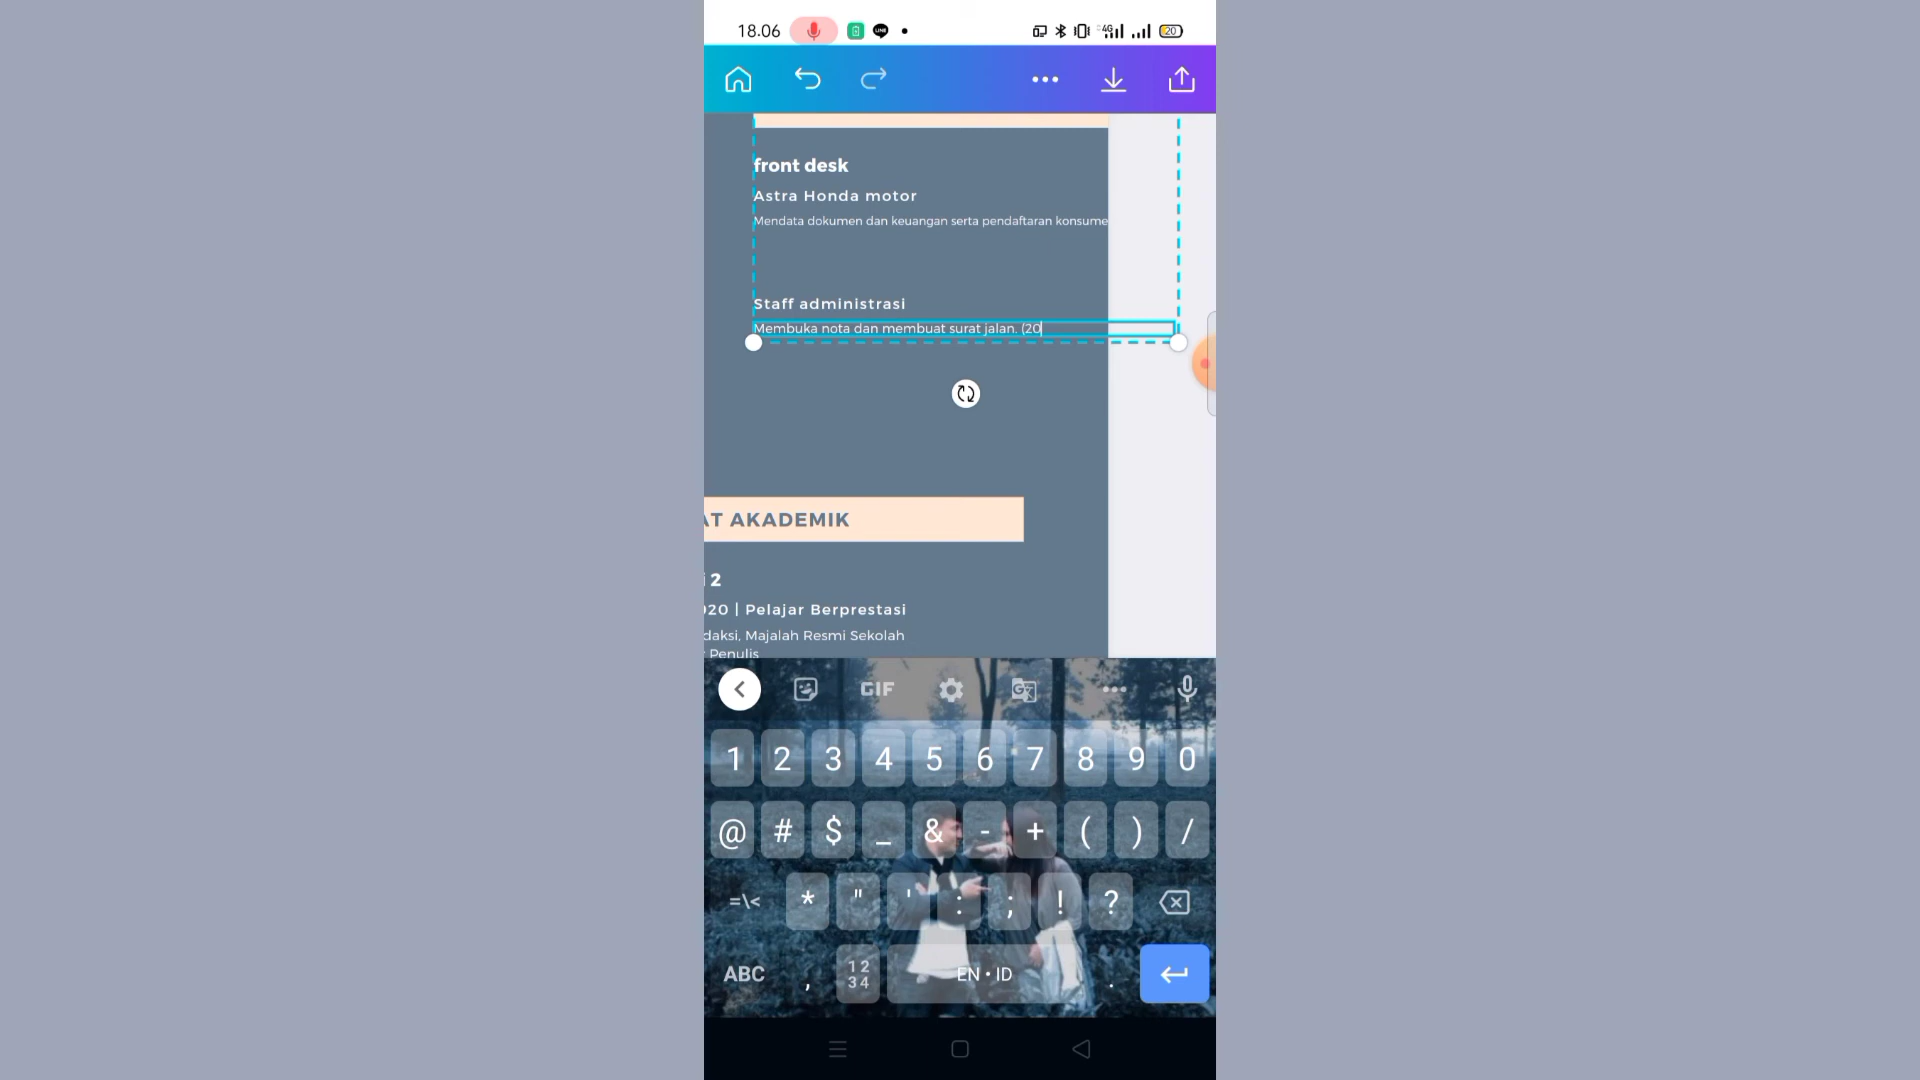 18.06
4G
20
front desk
Astra Honda motor
Mendata dokumen dan keuangan serta pendaftaran konsume
Staff administrasi
Membuka nota dan membuat surat jalan. (20
AT AKADEMIK
i 2
020 | Pelajar Berprestasi
daksi, Majalah Resmi Sekolah
r Penulis
GIF
1 2 3 4 5 6 7 8 9 0
@ # $ _ & - + ( ) /
=\< * " ' : ; ! ?
ABC , 12 34 EN • ID .